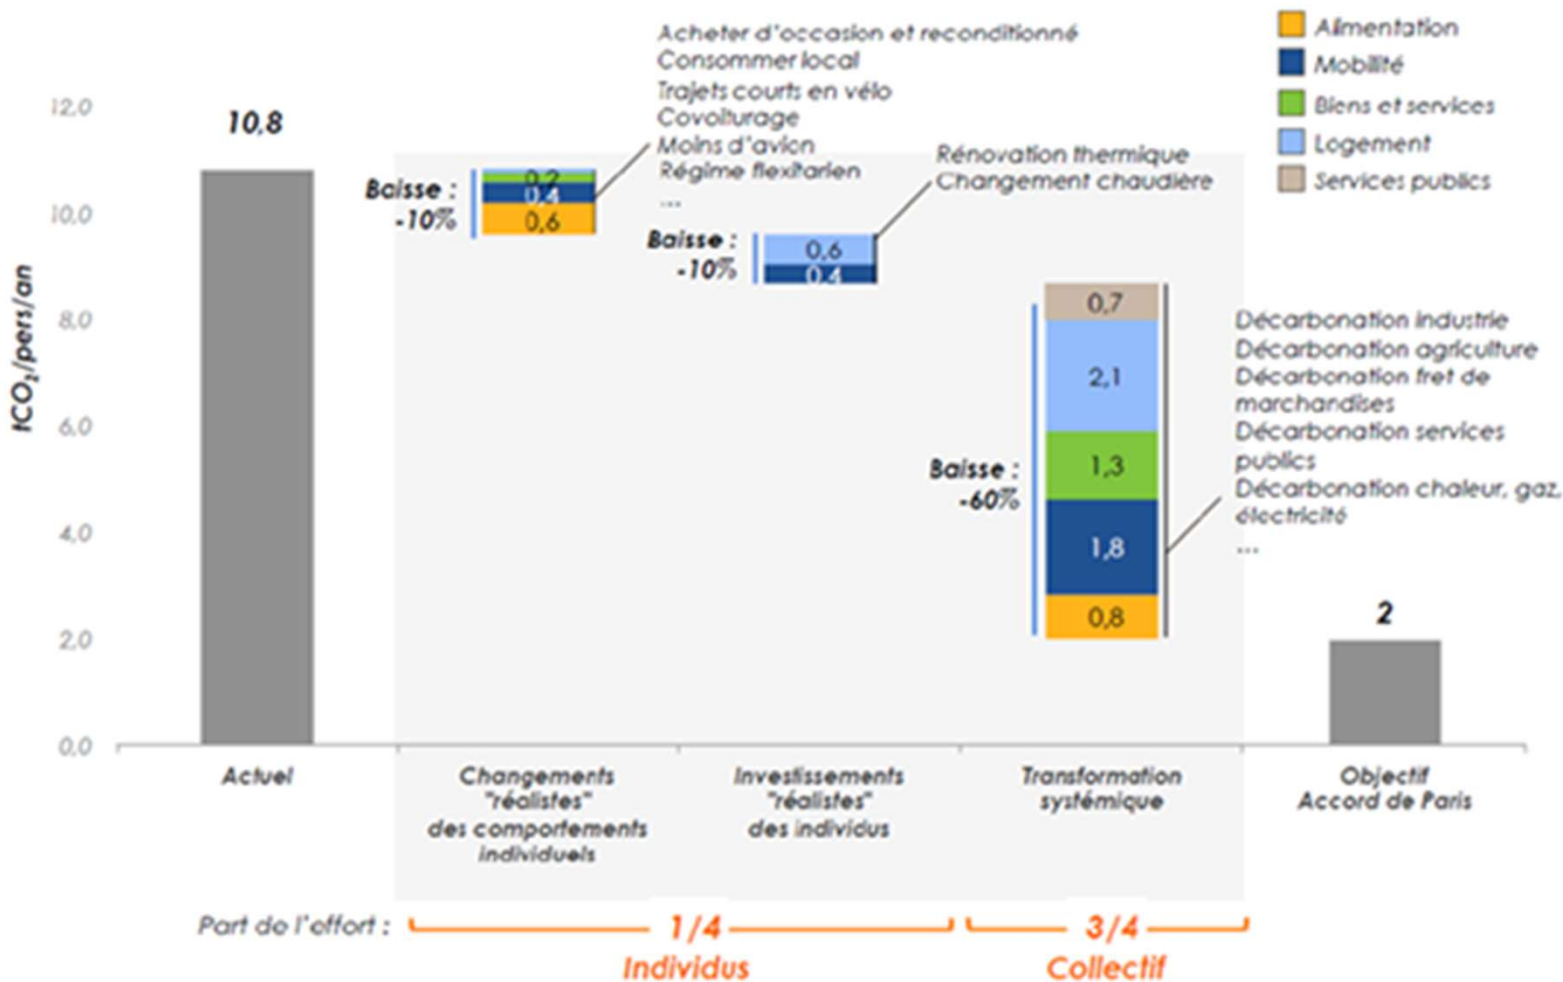 Acheter d'occasion et reconditionné
Consommer local
Trajets courts en vélo
Covoiturage
Moins d'avion
Régime flexitarien
...
Alimentation
Mobilité
Biens et services
Logement
Services publics
12,0
10,0
8,0
6,0
4,0
2,0
0,0
tCO₂/pers/an
10,8
Baisse :
-10%
0,2
0,4
0,6
Rénovation thermique
Changement chaudière
Baisse :
-10%
0,6
0,4
Baisse :
-60%
0,7
2,1
1,3
1,8
0,8
Décarbonation industrie
Décarbonation agriculture
Décarbonation fret de
marchandises
Décarbonation services
publics
Décarbonation chaleur, gaz,
électricité
...
2
Actuel
Changements
"réalistes"
des comportements
individuels
Investissements
"réalistes"
des individus
Transformation
systémique
Objectif
Accord de Paris
Part de l'effort :
1/4
Individus
3/4
Collectif